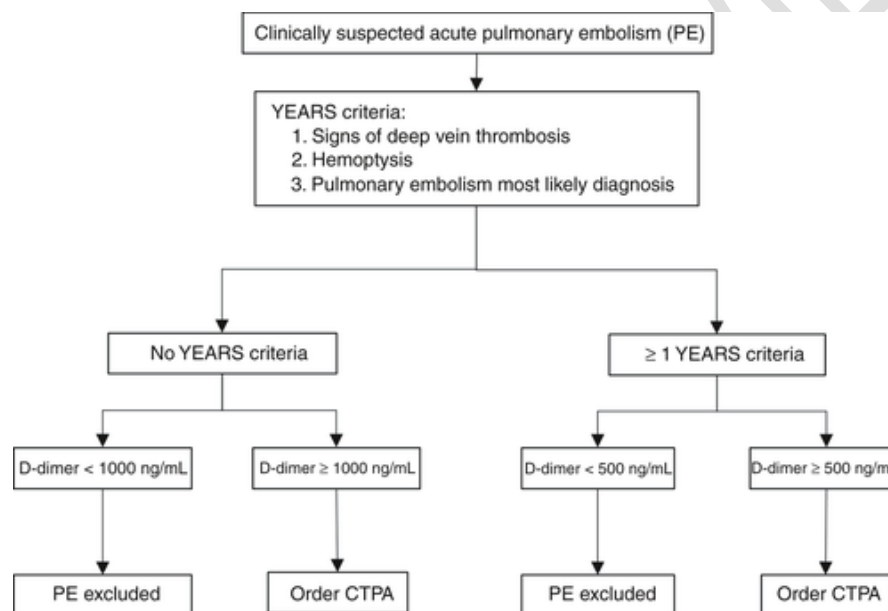 Clinically suspected acute pulmonary embolism (PE)
YEARS criteria:
1. Signs of deep vein thrombosis
2. Hemoptysis
3. Pulmonary embolism most likely diagnosis
No YEARS criteria
≥ 1 YEARS criteria
D-dimer < 1000 ng/mL
D-dimer ≥ 1000 ng/mL
D-dimer < 500 ng/mL
D-dimer ≥ 500 ng/m
PE excluded
Order CTPA
PE excluded
Order CTPA